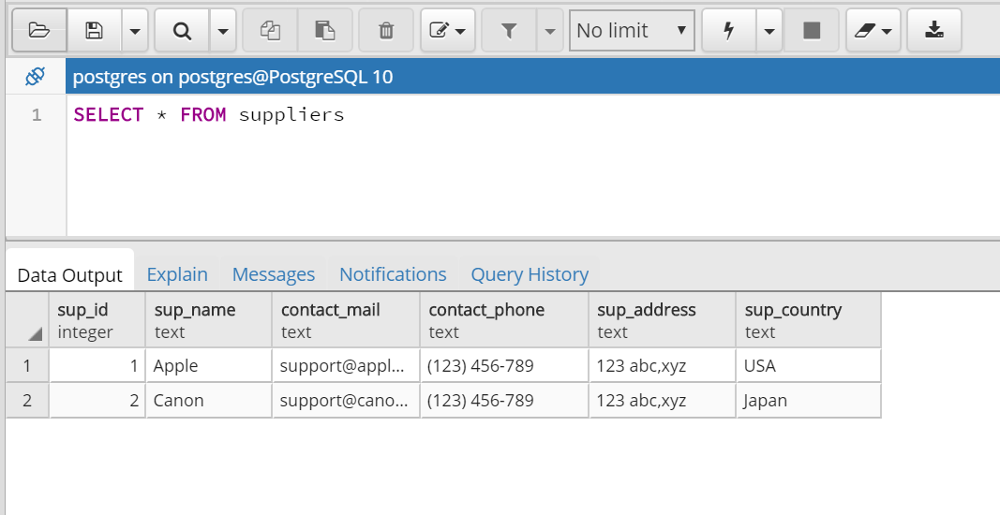 No limit
postgres on postgres@PostgreSQL 10
1 SELECT * FROM suppliers
Data Output Explain Messages Notifications Query History
sup_id sup_name contact_mail contact_phone sup_address sup_country
integer text text text text text
1 1 Apple support@appl... (123) 456-789 123 abc,xyz USA
2 2 Canon support@cano... (123) 456-789 123 abc,xyz Japan